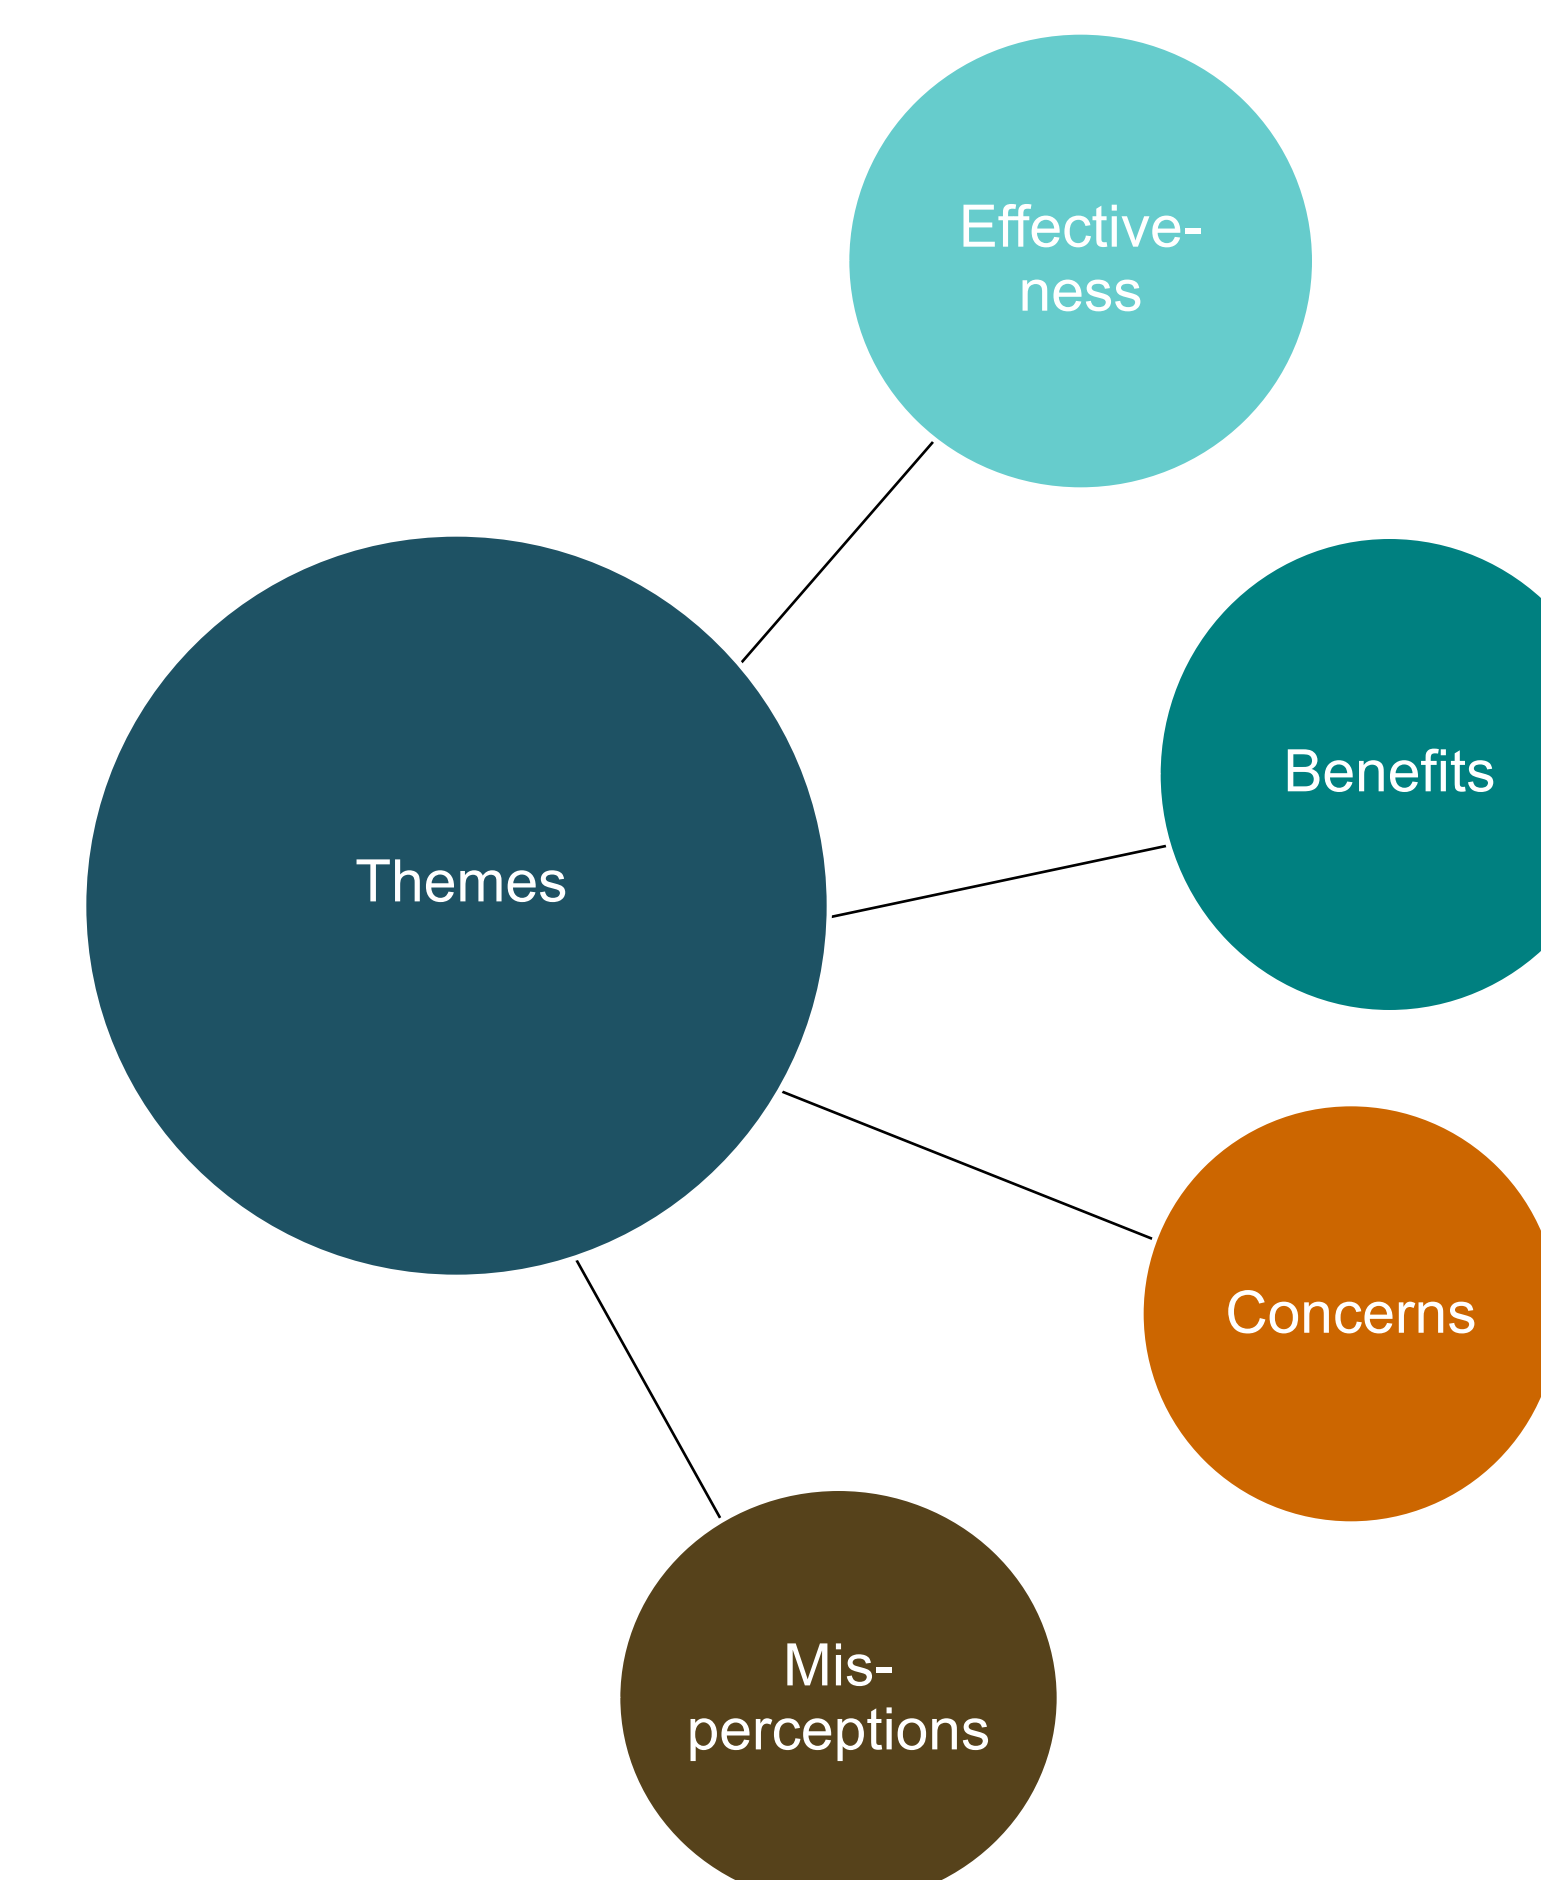 Effective-
ness
Benefits
Themes
Concerns
Mis-
perceptions